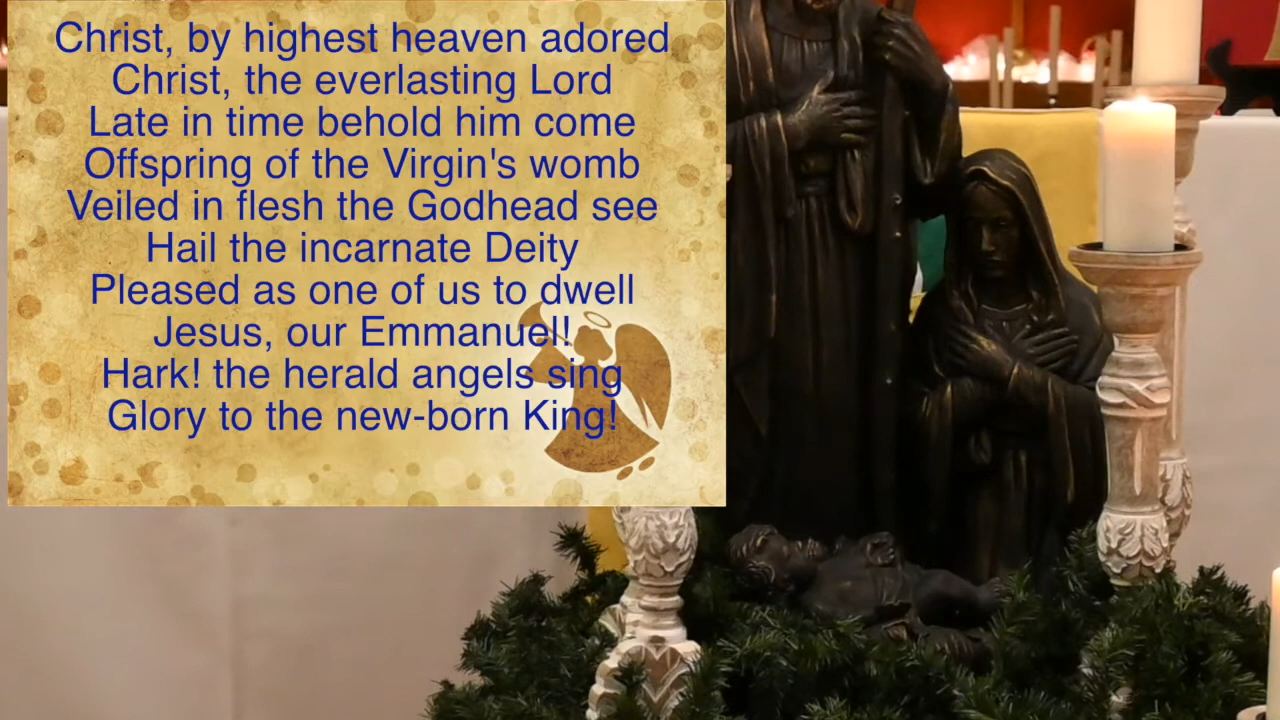 Christ, by highest heaven adored
Christ, the everlasting Lord
Late in time behold him come
Offspring of the Virgin's womb
Veiled in flesh the Godhead see
Hail the incarnate Deity
Pleased as one of us to dwell
Jesus, our Emmanuel!
Hark! the herald angels sing
Glory to the new-born King!